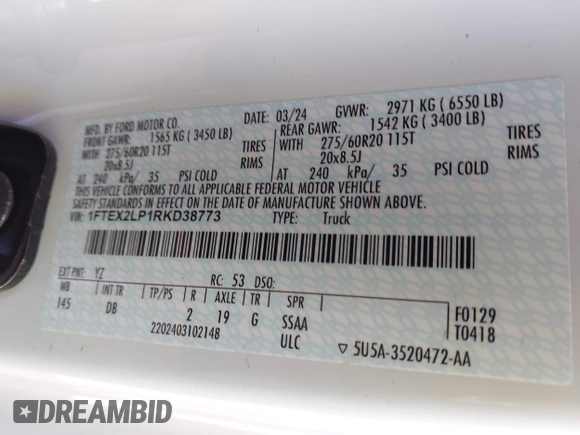 MFD. BY FORD MOTOR CO.
DATE: 03/24 GVWR: 2971 KG ( 6550 LB)
FRONT GAWR: 1565 KG ( 3450 LB) REAR GAWR: 1542 KG ( 3400 LB)
WITH 275/60R20 115T TIRES WITH 275/60R20 115T TIRES
20x8.5J RIMS 20x8.5J RIMS
AT 240 kPa/ 35 PSI COLD AT 240 kPa/ 35 PSI COLD
THIS VEHICLE CONFORMS TO ALL APPLICABLE FEDERAL MOTOR VEHICLE
SAFETY STANDARDS IN EFFECT ON THE DATE OF MANUFACTURE SHOWN ABOVE.
VIN: 1FTEX2LP1RKD38773 TYPE: Truck
EXT PNT: YZ RC: 53 DSO:
WB INT TR TP/PS R AXLE TR SPR
145 DB 2 19 G SSAA F0129
2202403102148 ULC T0418
5U5A-3520472-AA
DREAMBID